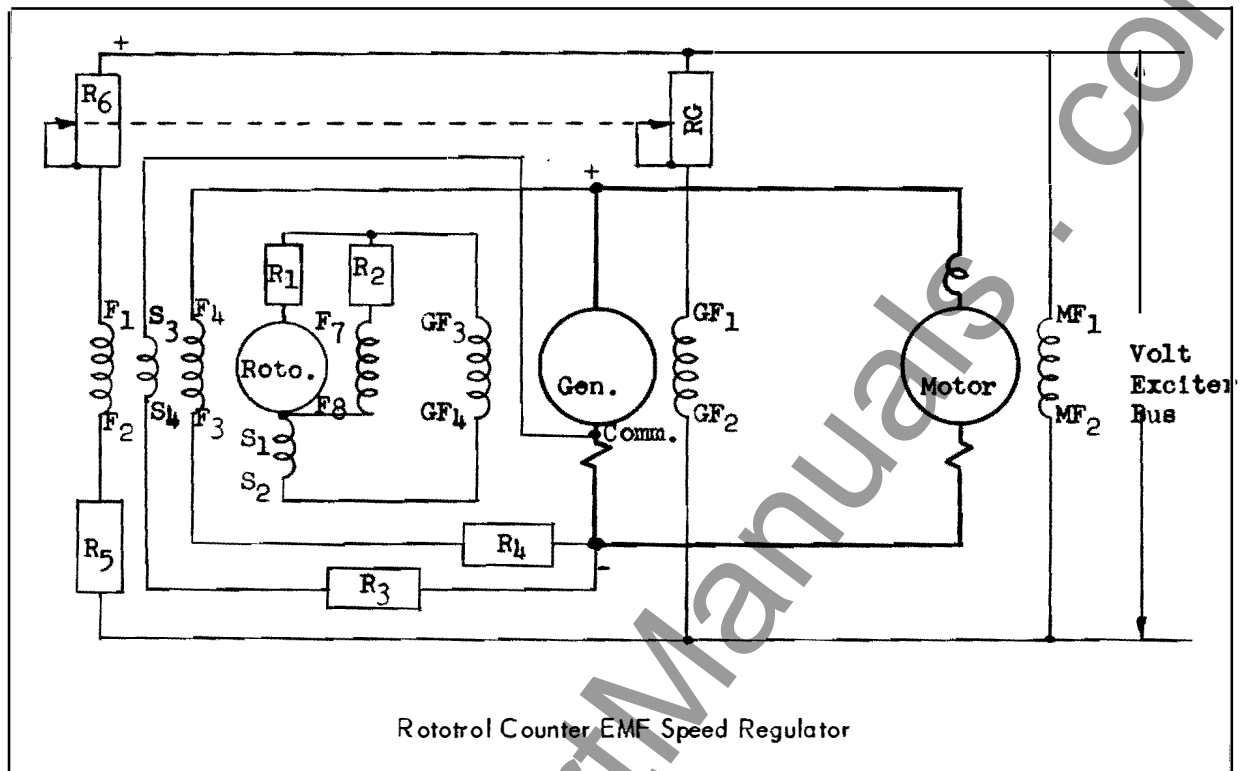 +
R6
RG
+
R1
R2
F1
S3
F4
F7
GF3
GF1
MF1
Roto.
Gen.
Motor
Volt
Exciter
Bus
F2
S4
F3
F8
GF4
GF2
MF2
S1
Comm.
S2
R5
R4
-
R3
Rototrol Counter EMF Speed Regulator